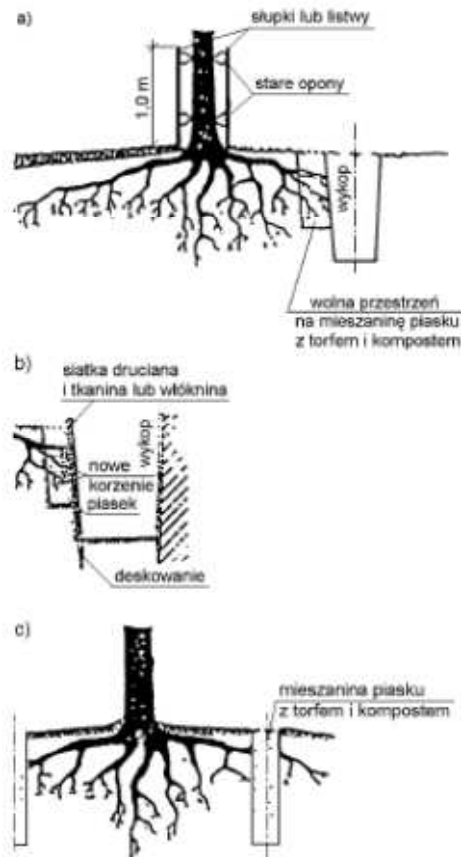 a)
słupki lub listwy
1,0 m
stare opony
wykop
wolna przestrzeń
na mieszaninę piasku
z torfem i kompostem
b)
siatka druciana
i tkanina lub włóknina
wykop
nowe
korzenie
piasek
deskowanie
c)
mieszanina piasku
z torfem i kompostem